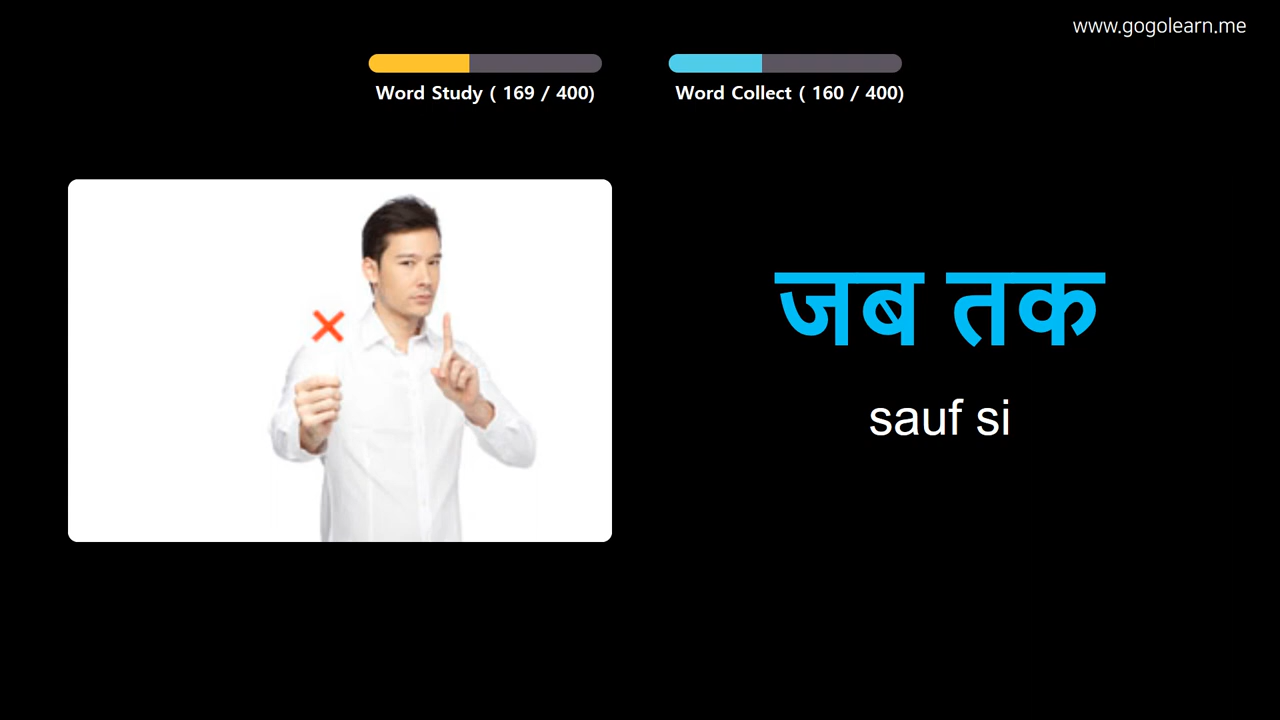 www.gogolearn.me
Word Study ( 169 / 400)
Word Collect ( 160 / 400)
जब तक
sauf si